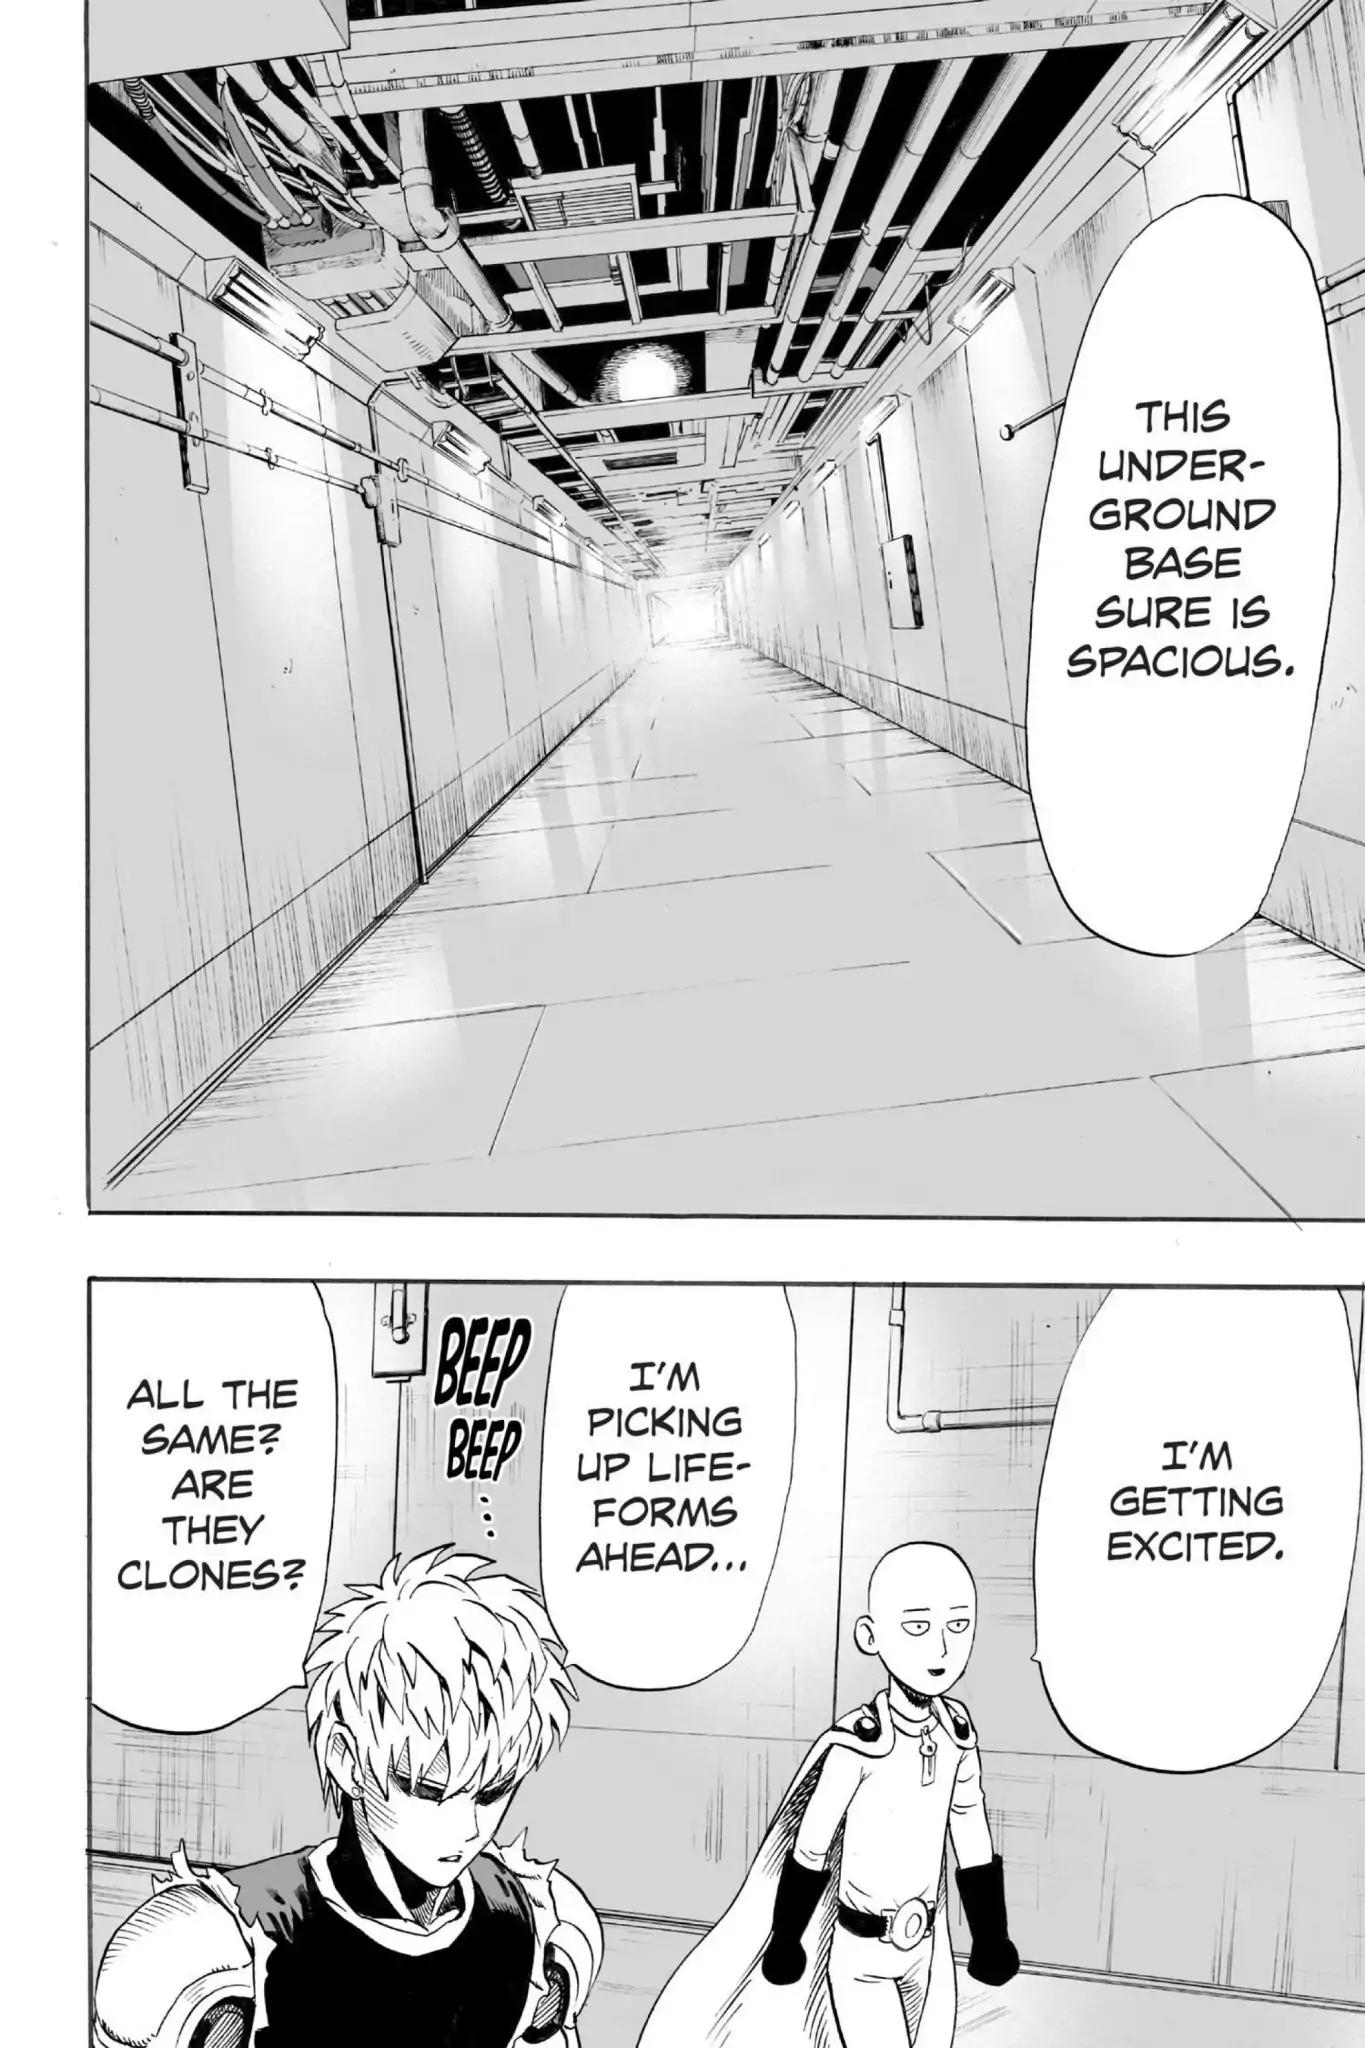 THIS
UNDER-
GROUND
BASE
SURE IS
SPACIOUS.
I'M
GETTING
EXCITED.
I'M
PICKING
UP LIFE-
FORMS
AHEAD...
BEEP
BEEP
...
ALL THE
SAME?
ARE
THEY
CLONES?